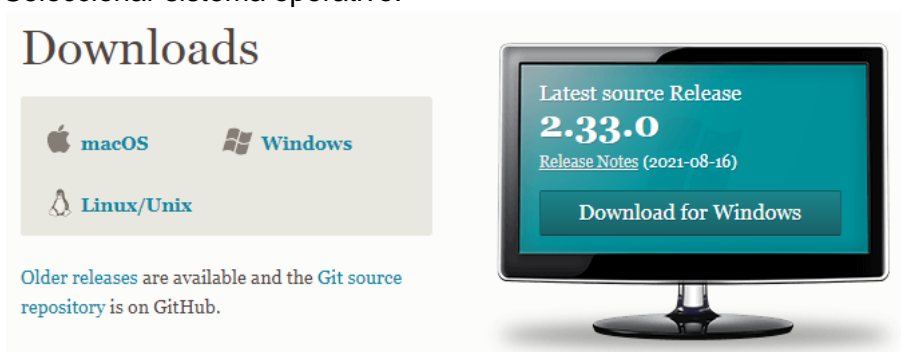 Seleccionar sistema operativo.
Downloads
macOS
Windows
Linux/Unix
Older releases are available and the Git source
repository is on GitHub.
Latest source Release
2.33.0
Release Notes (2021-08-16)
Download for Windows